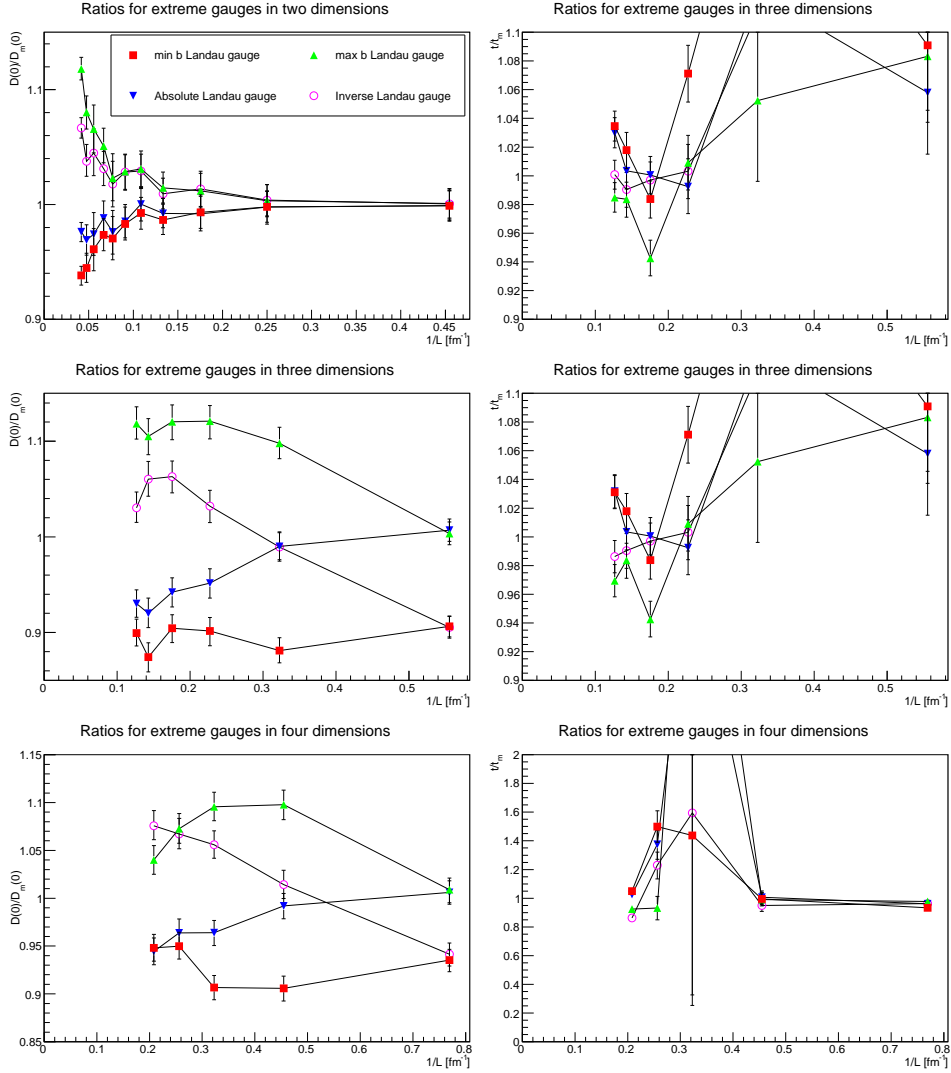 Ratios for extreme gauges in two dimensions
D(0)/D_m(0)
min b Landau gauge
max b Landau gauge
Absolute Landau gauge
Inverse Landau gauge
1.1
1
0.9
0 0.05 0.1 0.15 0.2 0.25 0.3 0.35 0.4 0.45
1/L [fm⁻¹]
Ratios for extreme gauges in three dimensions
t/t_m
1.1
1.08
1.06
1.04
1.02
1
0.98
0.96
0.94
0.92
0.9
0 0.1 0.2 0.3 0.4 0.5
1/L [fm⁻¹]
Ratios for extreme gauges in three dimensions
D(0)/D_m(0)
1.1
1
0.9
0 0.1 0.2 0.3 0.4 0.5
1/L [fm⁻¹]
Ratios for extreme gauges in three dimensions
t/t_m
1.1
1.08
1.06
1.04
1.02
1
0.98
0.96
0.94
0.92
0.9
0 0.1 0.2 0.3 0.4 0.5
1/L [fm⁻¹]
Ratios for extreme gauges in four dimensions
D(0)/D_m(0)
1.15
1.1
1.05
1
0.95
0.9
0.85
0 0.1 0.2 0.3 0.4 0.5 0.6 0.7 0.8
1/L [fm⁻¹]
Ratios for extreme gauges in four dimensions
t/t_m
2
1.8
1.6
1.4
1.2
1
0.8
0.6
0.4
0.2
0
0 0.1 0.2 0.3 0.4 0.5 0.6 0.7 0.8
1/L [fm⁻¹]